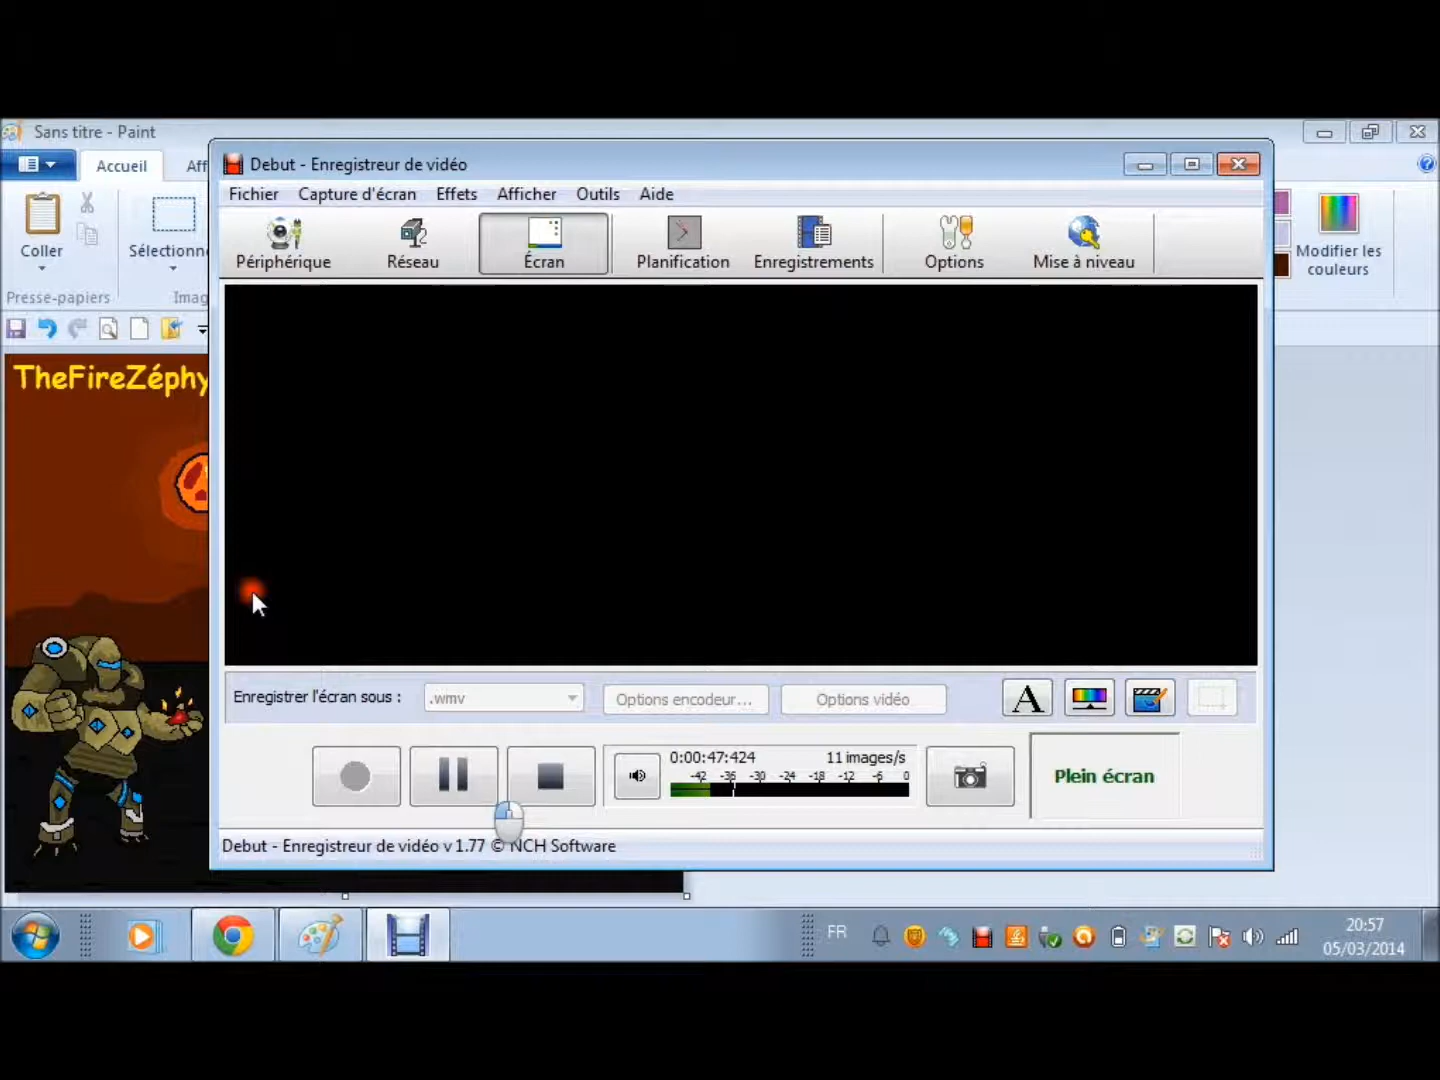 Sans titre - Paint
Accueil
Aff
Coller
Sélectionne
Presse-papiers
Imag
Modifier les
couleurs
TheFireZéphy
Debut - Enregistreur de vidéo
Fichier Capture d'écran Effets Afficher Outils Aide
Périphérique Réseau Écran Planification Enregistrements Options Mise à niveau
Enregistrer l'écran sous : .wmv Options encodeur... Options vidéo A
0:00:47:424 11 images/s
-42 -36 -30 -24 -18 -12 -6 0
Plein écran
Debut - Enregistreur de vidéo v 1.77 © NCH Software
FR
20:57
05/03/2014